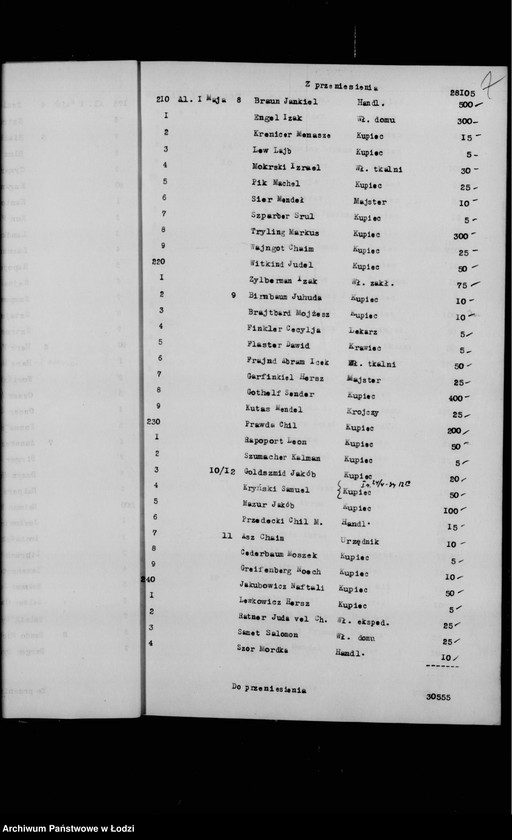 7
Z przemiesienia 28105
210 Al. I Maja 8 Braun Jankiel Handl. 500-
1 Engel Izak Wł. domu 300-
2 Krenicer Menasze Kupiec 15-
3 Lew Lajb Kupiec 5-
4 Mokrski Izrael Wł. tkalni 30-
5 Pik Machel Kupiec 25-
6 Sier Mendel Majster 10-
7 Szparber Srul Kupiec 5-
8 Tryling Markus Kupiec 300-
9 Wajngot Chaim Kupiec 25-
220 Witkind Judel Kupiec 50-
1 Zylberman Izak Wł. zakł. 75-
2 9 Birnbaum Juhuda Kupiec 10-
3 Brajtbard Mojżesz Kupiec 10-
4 Finkler Cecylja Lekarz 5-
5 Flaster Dawid Krawiec 5-
6 Frajnd Abram Icek Wł. tkalni 50-
7 Garfinkiel Hersz Majster 25-
8 Gothelf Sender Kupiec 400-
9 Kutas Mendel Krojczy 25-
230 Prawda Chil Kupiec 200-
1 Rapoport Leon Kupiec 50-
2 Szumacher Kalman Kupiec 5-
3 10/12 Goldszmid Jakób Kupiec 20-
4 Kryński Samuel Kupiec 50-
5 Mazur Jakób Kupiec 100-
6 Przedecki Chil M. Handl. 15-
7 11 Asz Chaim Urzędnik 10-
8 Cederbaum Moszek Kupiec 5-
9 Greifenberg Moech Kupiec 10-
240 Jakubowicz Naftali Kupiec 50-
1 Lewkowicz Hersz Kupiec 5-
2 Ratner Juda vel Ch. Wł. eksped. 25-
3 Samet Salomon Wł. domu 25-
4 Szor Mordka Handl. 10-
Do przeniesienia 30555
Archiwum Państwowe w Łodzi